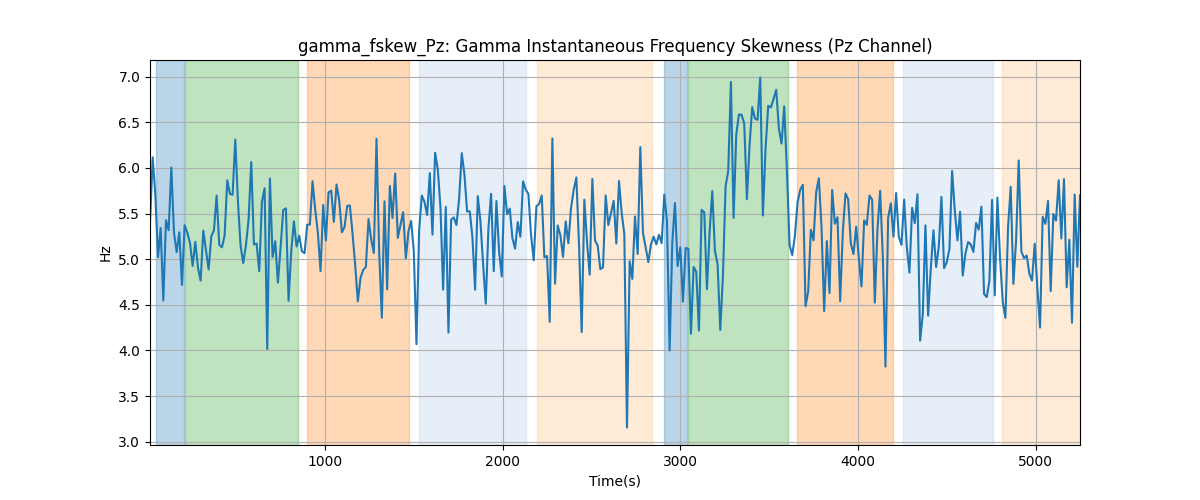 gamma_fskew_Pz: Gamma Instantaneous Frequency Skewness (Pz Channel)
7.0
6.5
6.0
5.5
5.0
4.5
4.0
3.5
3.0
Hz
1000 2000 3000 4000 5000
Time(s)